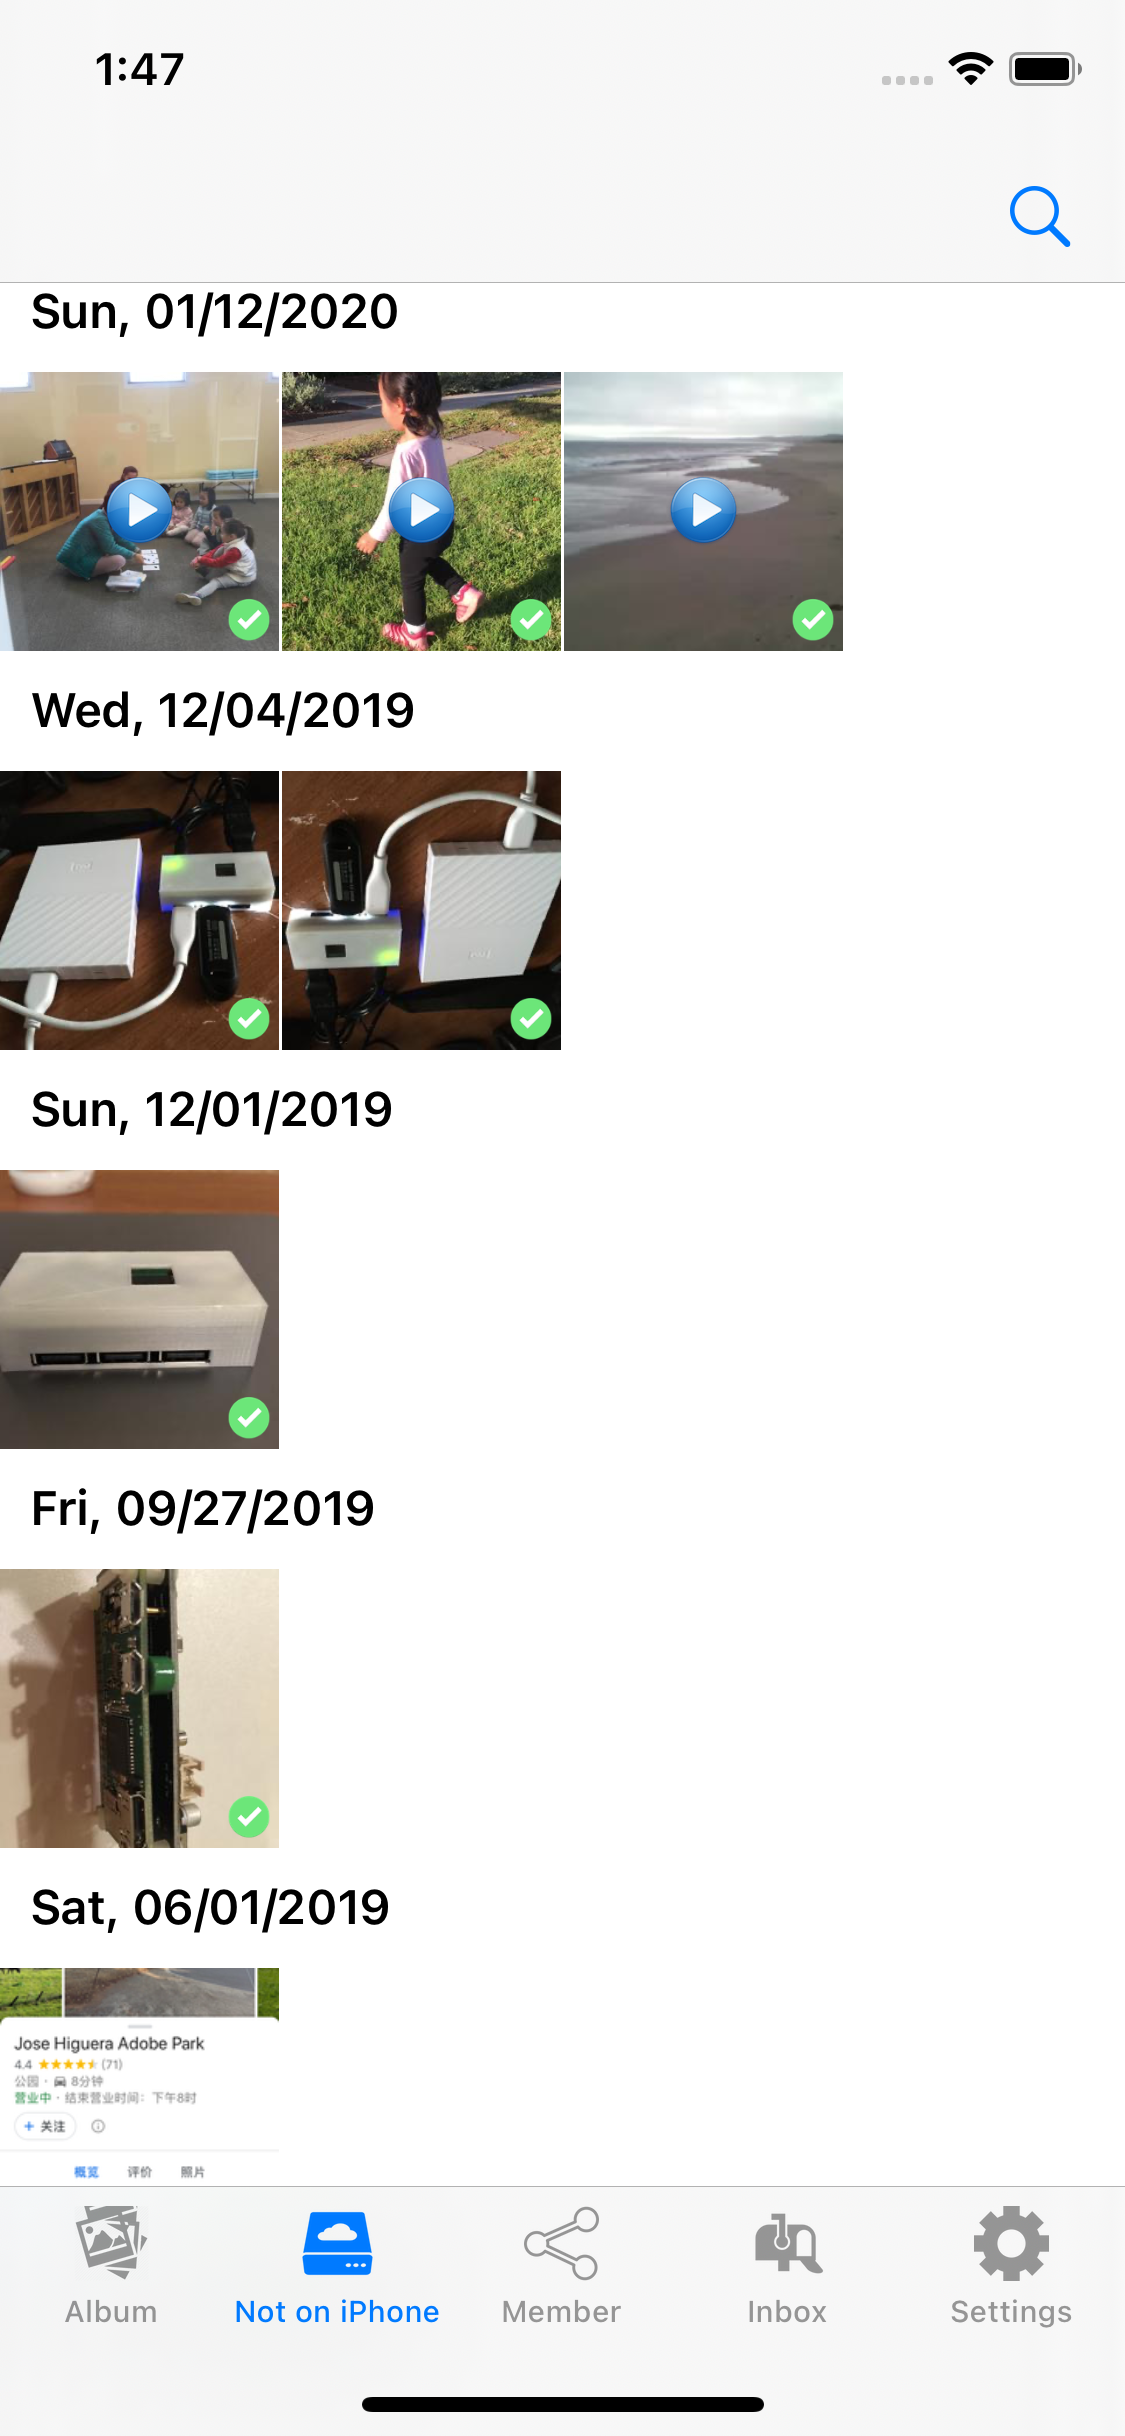 1:47
Sun, 01/12/2020
Wed, 12/04/2019
Sun, 12/01/2019
Fri, 09/27/2019
Sat, 06/01/2019
Jose Higuera Adobe Park
4.4 ★★★★★ (71)
公园 · 8分钟
营业中 · 结束营业时间：下午8时
+ 关注
概览 评价 照片
Album Not on iPhone Member Inbox Settings